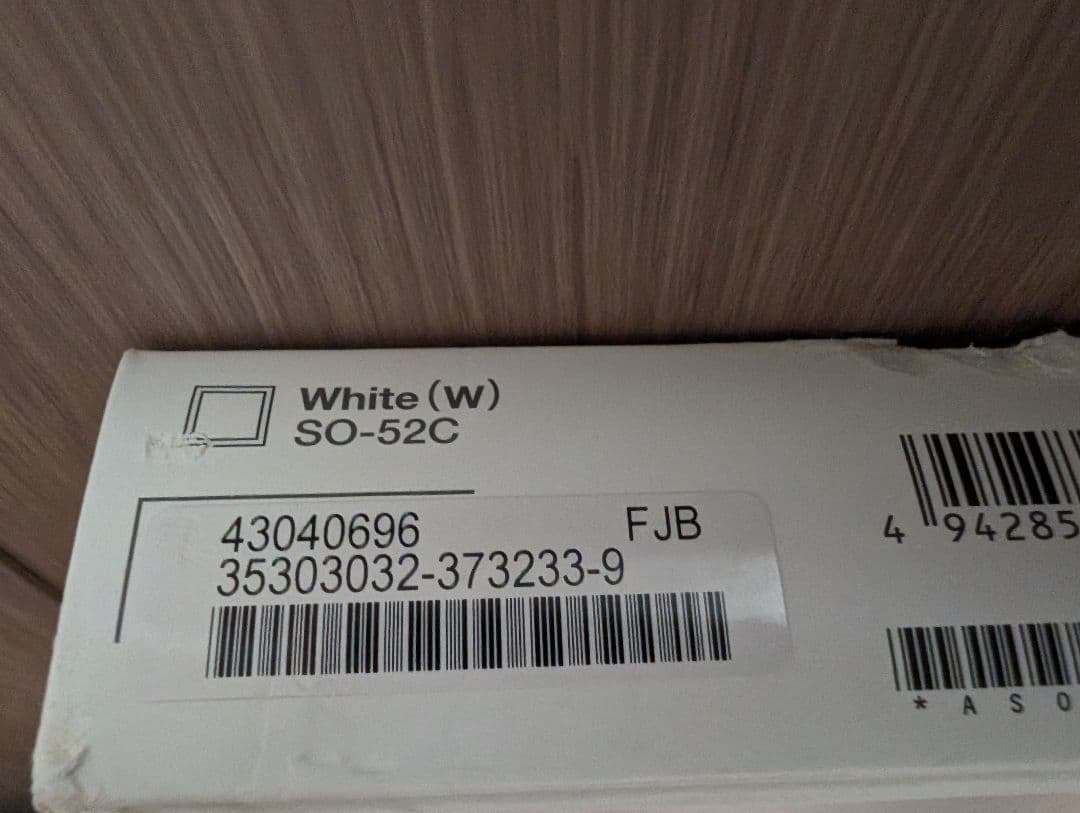 White (W)
SO-52C
43040696
FJB
35303032-373233-9
4 94285
* A S O